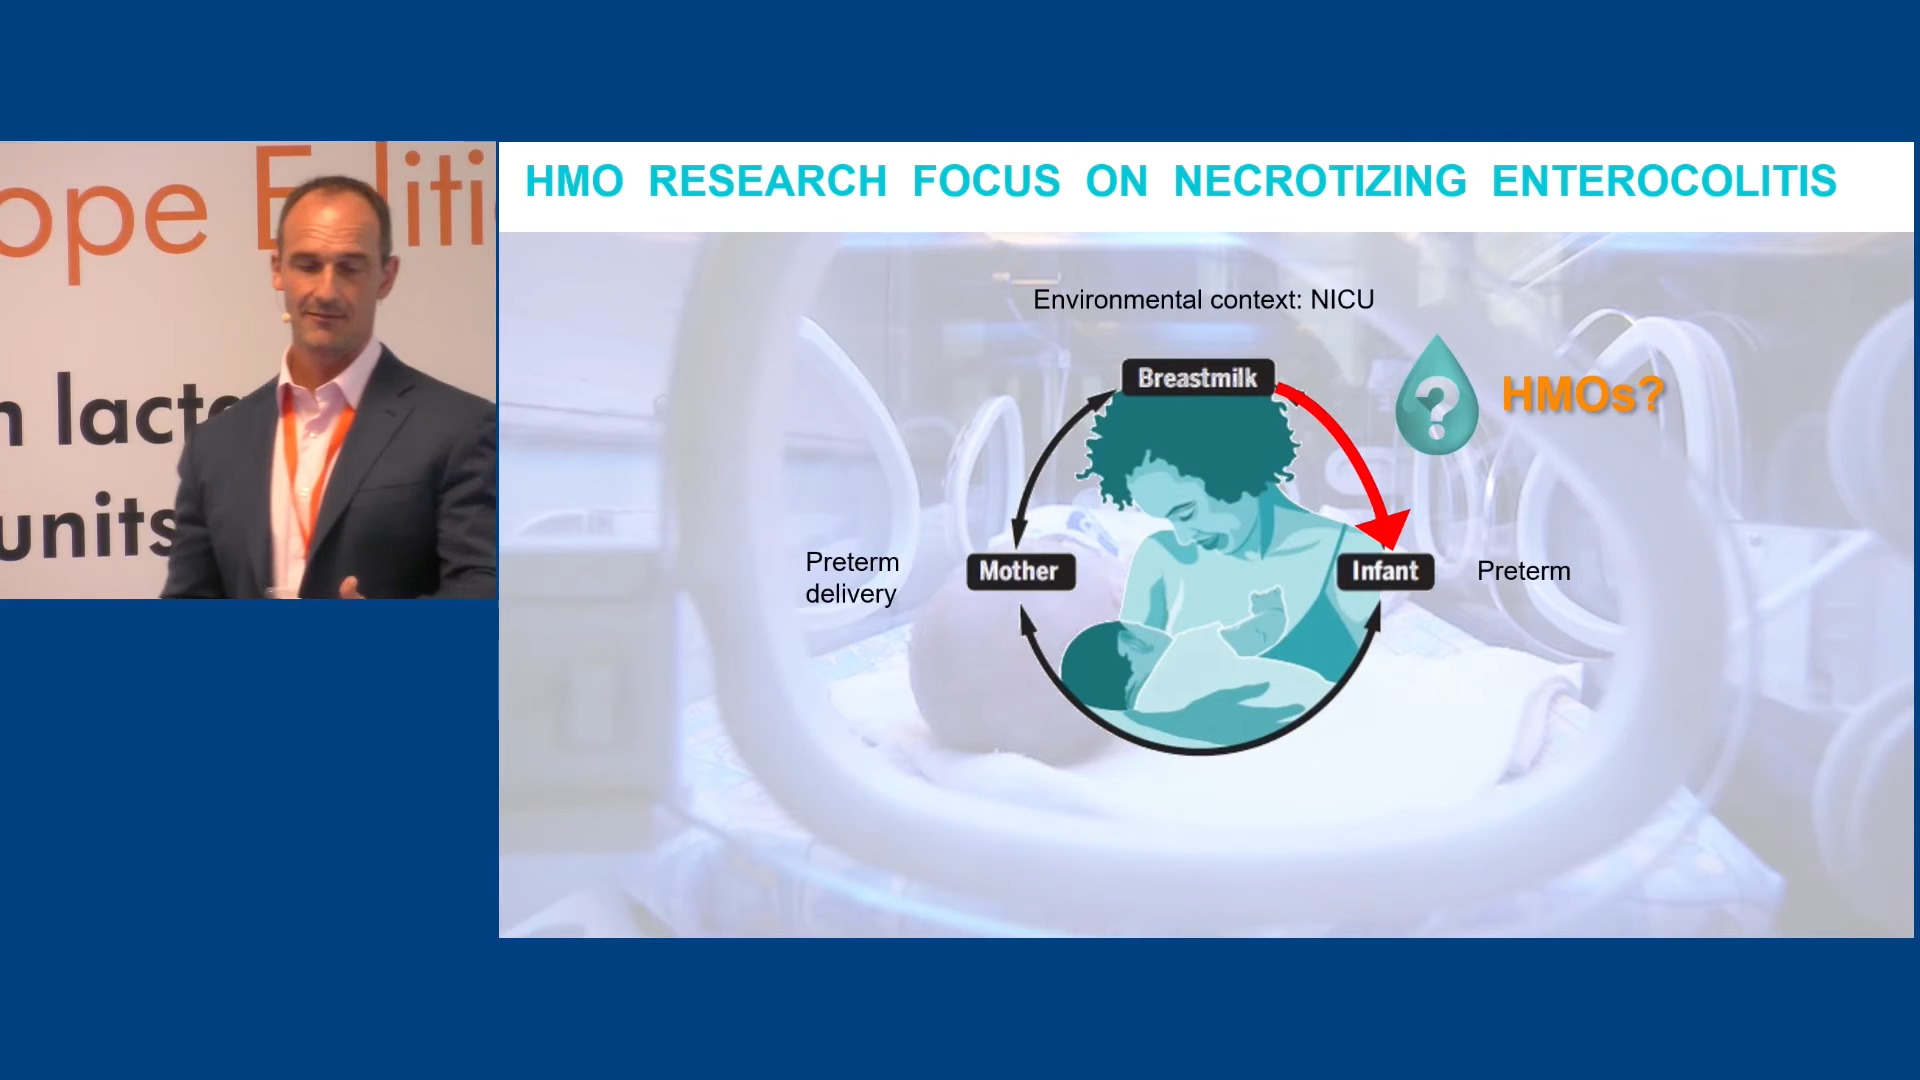 ope E liti
n lact
units
HMO RESEARCH FOCUS ON NECROTIZING ENTEROCOLITIS
Environmental context: NICU
Breastmilk
?
HMOs?
Preterm
delivery
Mother
Infant
Preterm